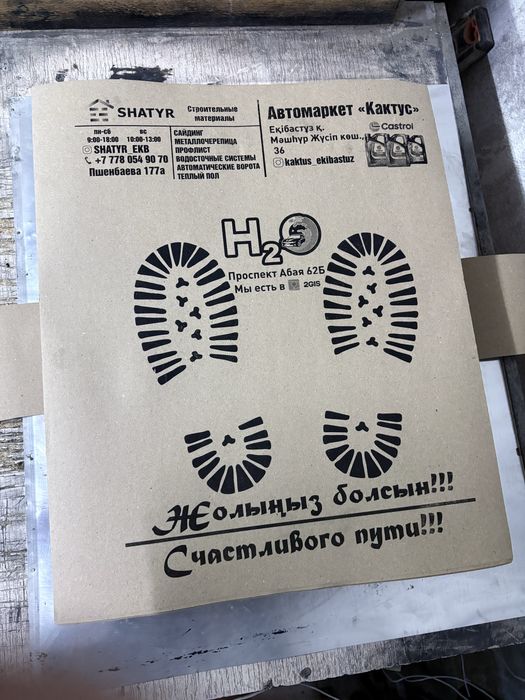 SHATYR
Строительные
материалы
пн-сб вс
9:00-18:00 10:00-13:00
SHATYR_EKB
+7 778 054 90 70
Пшенбаева 177а
САЙДИНГ
МЕТАЛЛОЧЕРЕПИЦА
ПРОФЛИСТ
ВОДОСТОЧНЫЕ СИСТЕМЫ
АВТОМАТИЧЕСКИЕ ВОРОТА
ТЕПЛЫЙ ПОЛ
Автомаркет «Кактус»
Екібастұз қ.
Мәшһүр Жүсіп көш.,
36
Castrol
kaktus_ekibastuz
H2O
Проспект Абая 62Б
Мы есть в 2GIS
Жолыңыз болсын!!!
Счастливого пути!!!